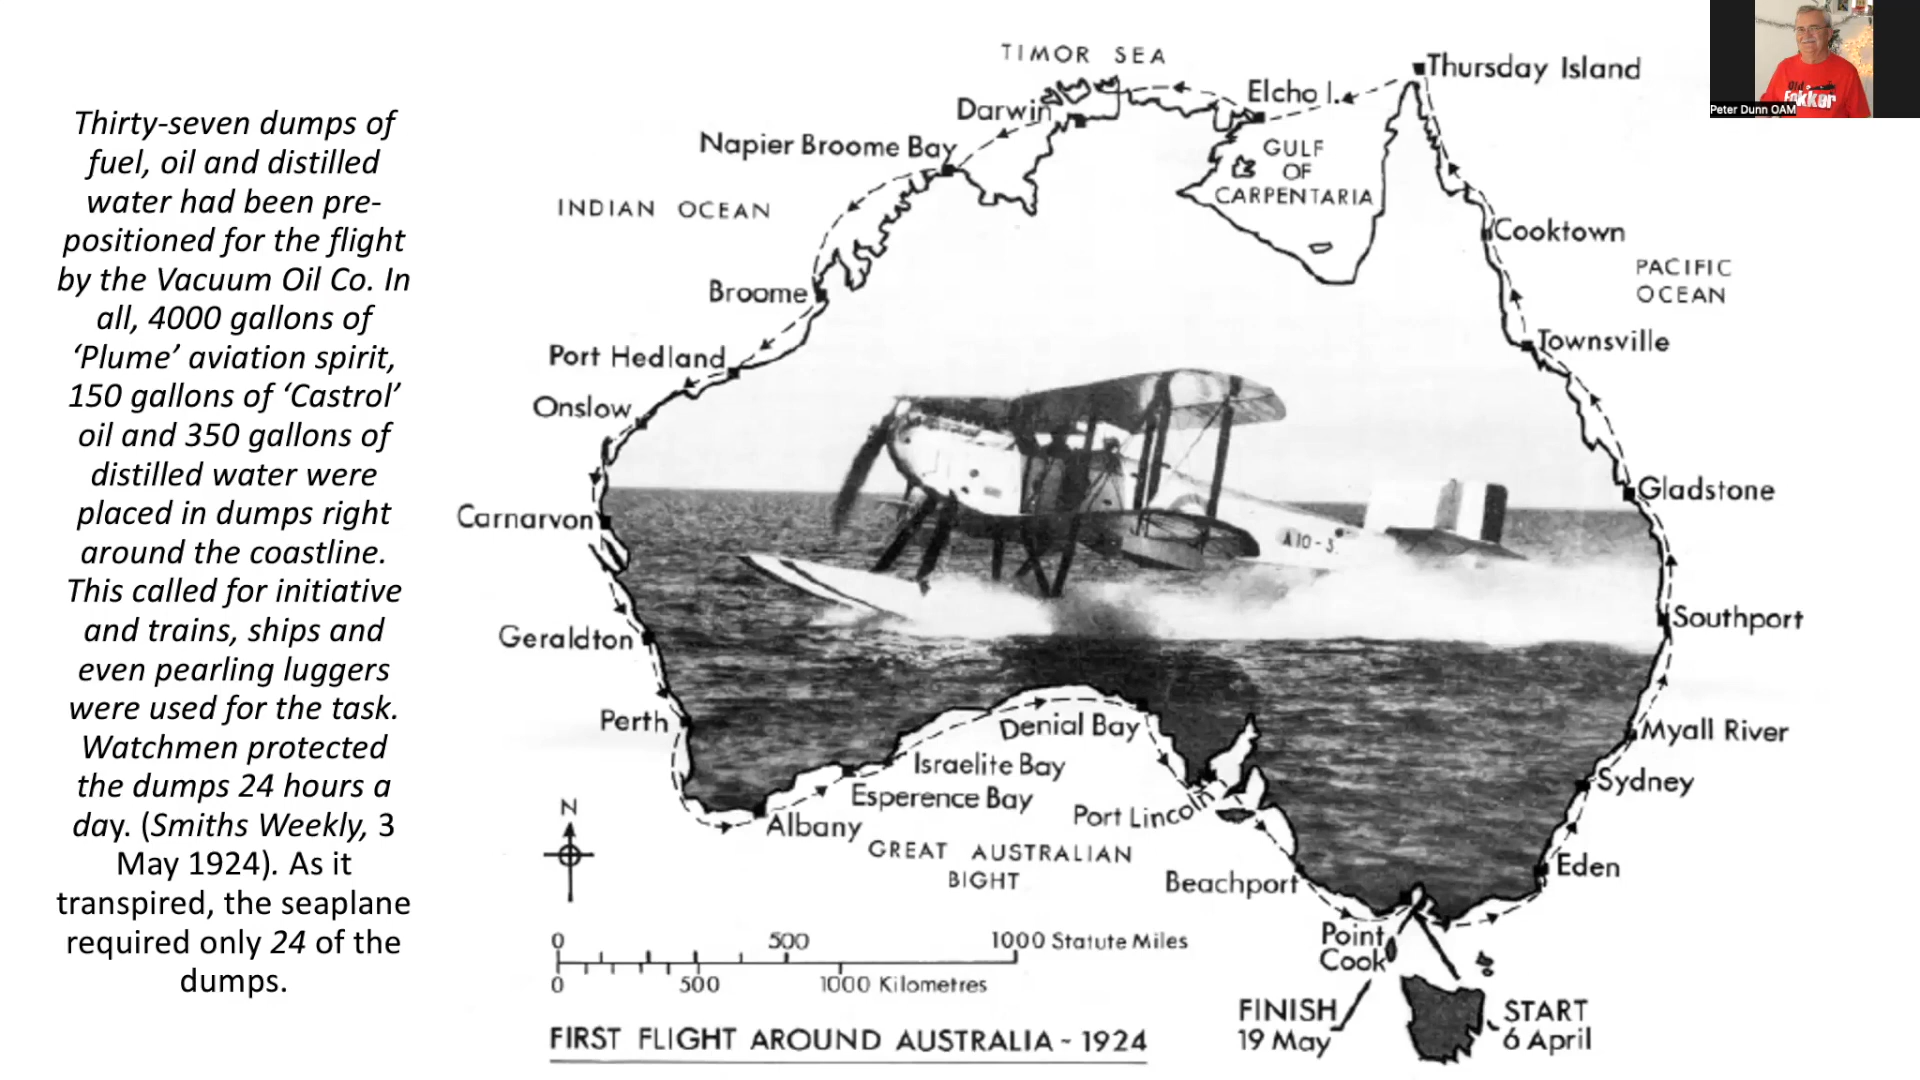 Thirty-seven dumps of
fuel, oil and distilled
water had been pre-
positioned for the flight
by the Vacuum Oil Co. In
all, 4000 gallons of
‘Plume’ aviation spirit,
150 gallons of ‘Castrol’
oil and 350 gallons of
distilled water were
placed in dumps right
around the coastline.
This called for initiative
and trains, ships and
even pearling luggers
were used for the task.
Watchmen protected
the dumps 24 hours a
day. (Smiths Weekly, 3
May 1924). As it
transpired, the seaplane
required only 24 of the
dumps.
TIMOR SEA
Thursday Island
Elcho I.
Darwin
Napier Broome Bay
GULF
OF
CARPENTARIA
INDIAN OCEAN
Cooktown
PACIFIC
OCEAN
Broome
Townsville
Port Hedland
Onslow
Gladstone
Carnarvon
A10-3
Southport
Geraldton
Perth
Denial Bay
Myall River
Israelite Bay
Sydney
Esperence Bay
Port Lincoln
Albany
GREAT AUSTRALIAN
BIGHT
Eden
Beachport
N
Point
Cook
0 500 1000 Statute Miles
0 500 1000 Kilometres
FINISH
19 May
START
6 April
FIRST FLIGHT AROUND AUSTRALIA - 1924
Old
Fokker
Peter Dunn OAM